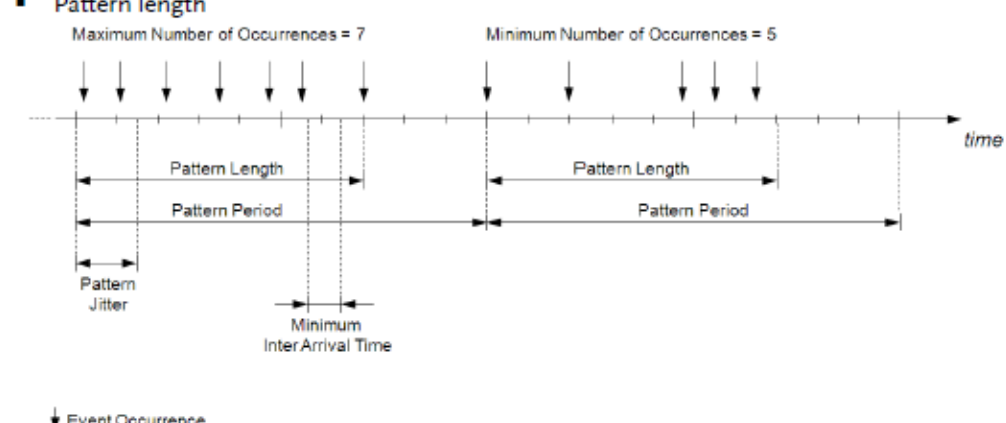 ▪ Pattern length
Maximum Number of Occurrences = 7
Minimum Number of Occurrences = 5
time
Pattern Length
Pattern Length
Pattern Period
Pattern Period
Pattern
Jitter
Minimum
Inter Arrival Time
Event Occurrence